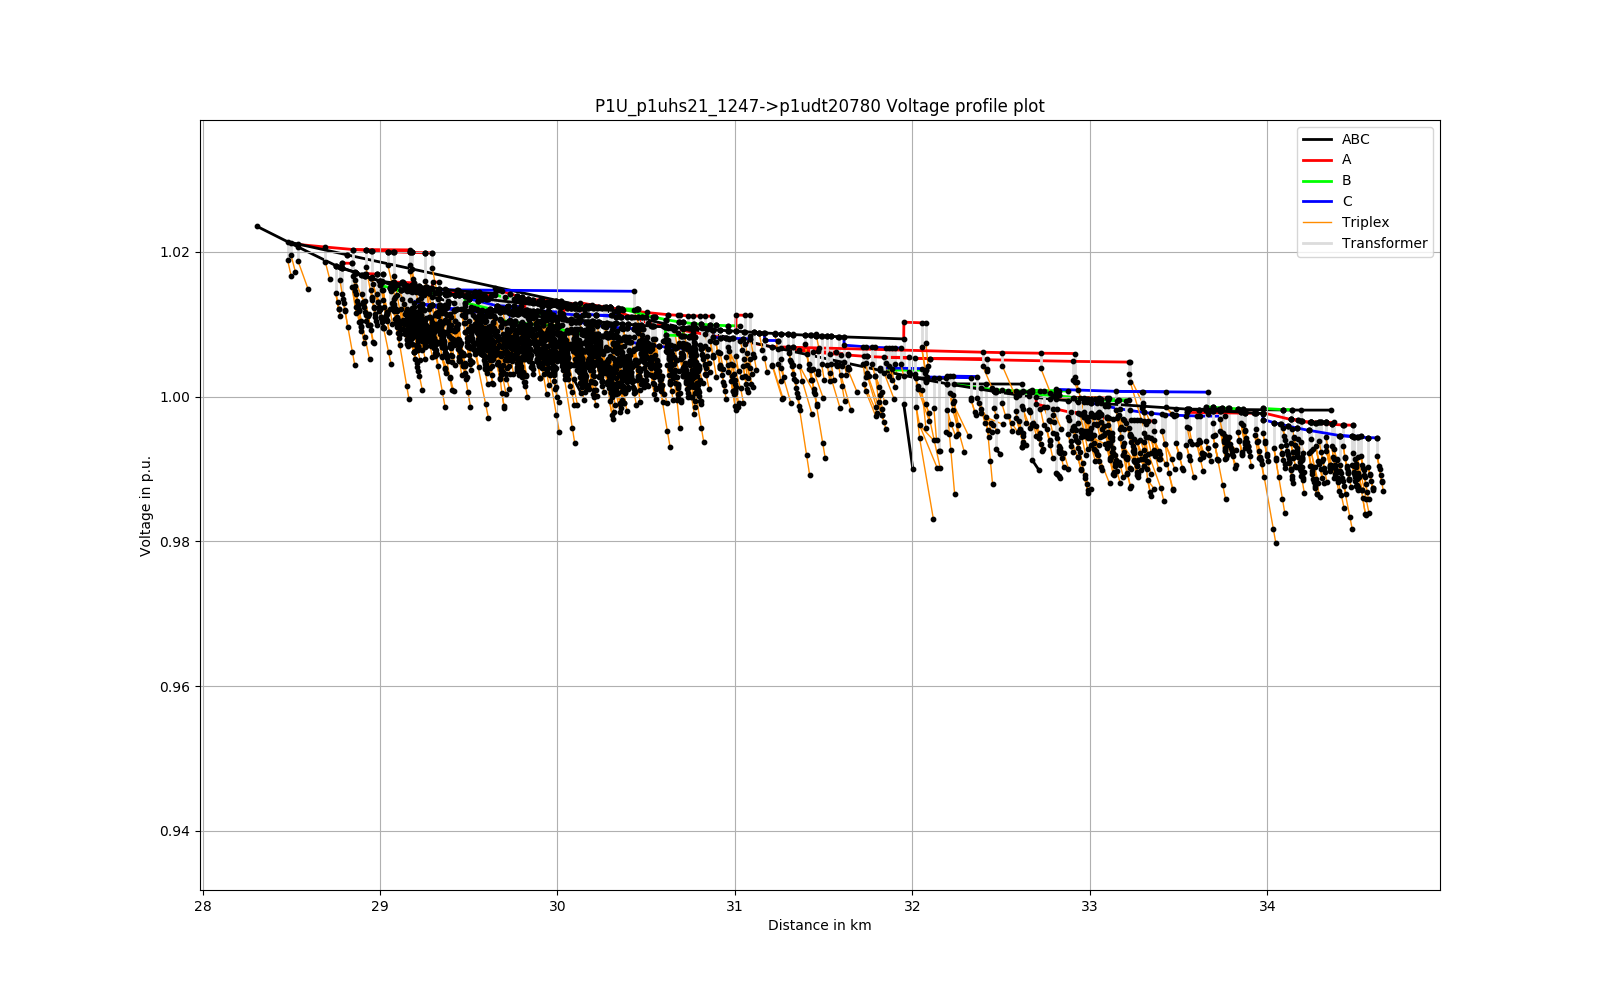 P1U_p1uhs21_1247->p1udt20780 Voltage profile plot
ABC
A
B
C
Triplex
Transformer
1.02
1.00
0.98
0.96
0.94
Voltage in p.u.
28 29 30 31 32 33 34
Distance in km